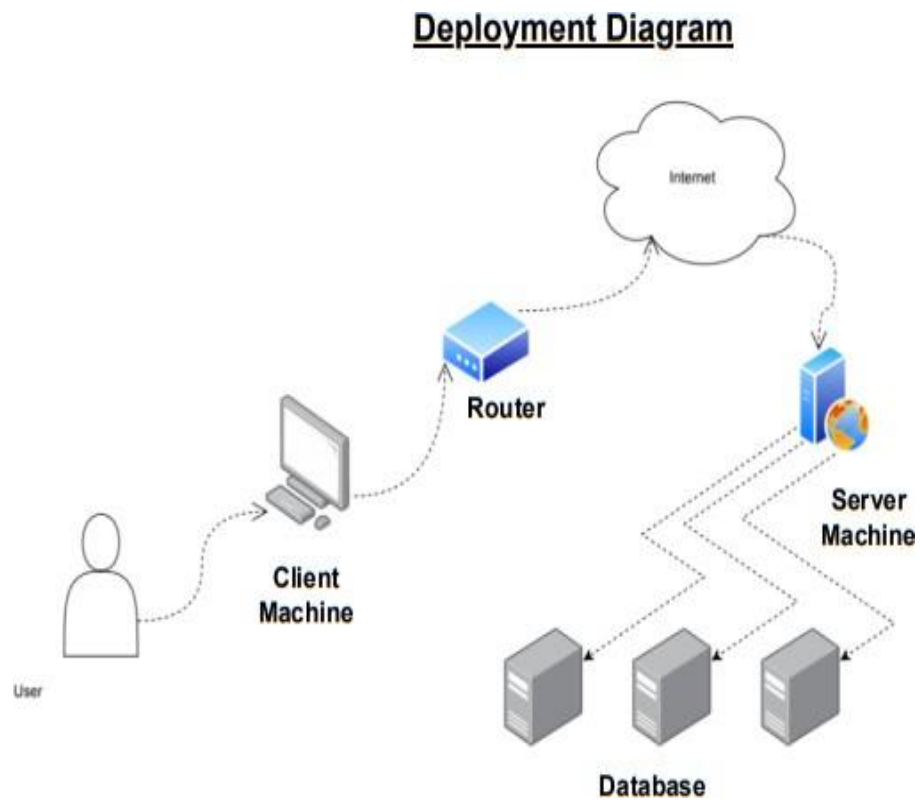 Deployment Diagram
Internet
Router
Server
Machine
Client
Machine
User
Database